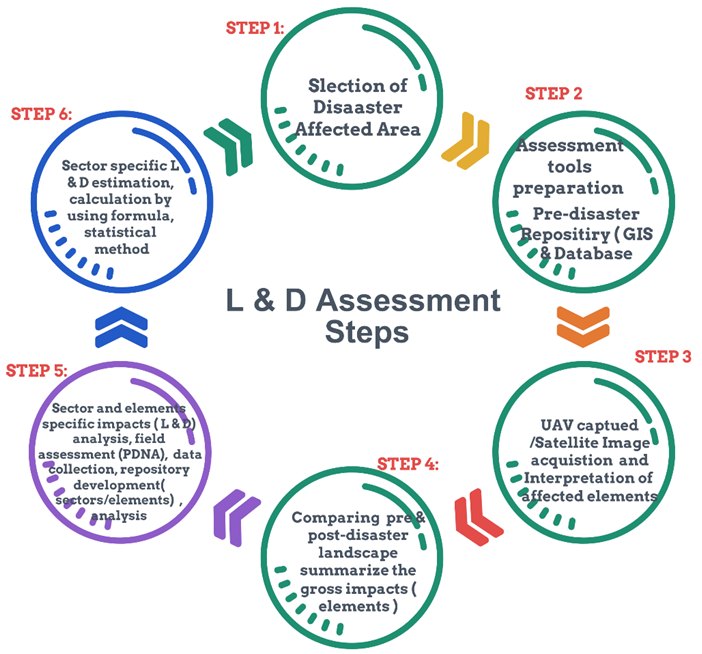 STEP 1:
Slection of
Disaaster
Affected Area
STEP 2
Assessment
tools
preparation
Pre-disaster
Repositiry ( GIS
& Database
STEP 3
UAV captued
/Satellite Image
acquistion and
Interpretation of
affected elements
STEP 4:
Comparing pre &
post-disaster
landscape
summarize the
gross impacts (
elements )
STEP 5:
Sector and elements
specific impacts ( L & D)
analysis, field
assessment (PDNA), data
collection, repository
development(
sectors/elements) ,
analysis
STEP 6:
Sector specific L
& D estimation,
calculation by
using formula,
statistical
method
L & D Assessment
Steps